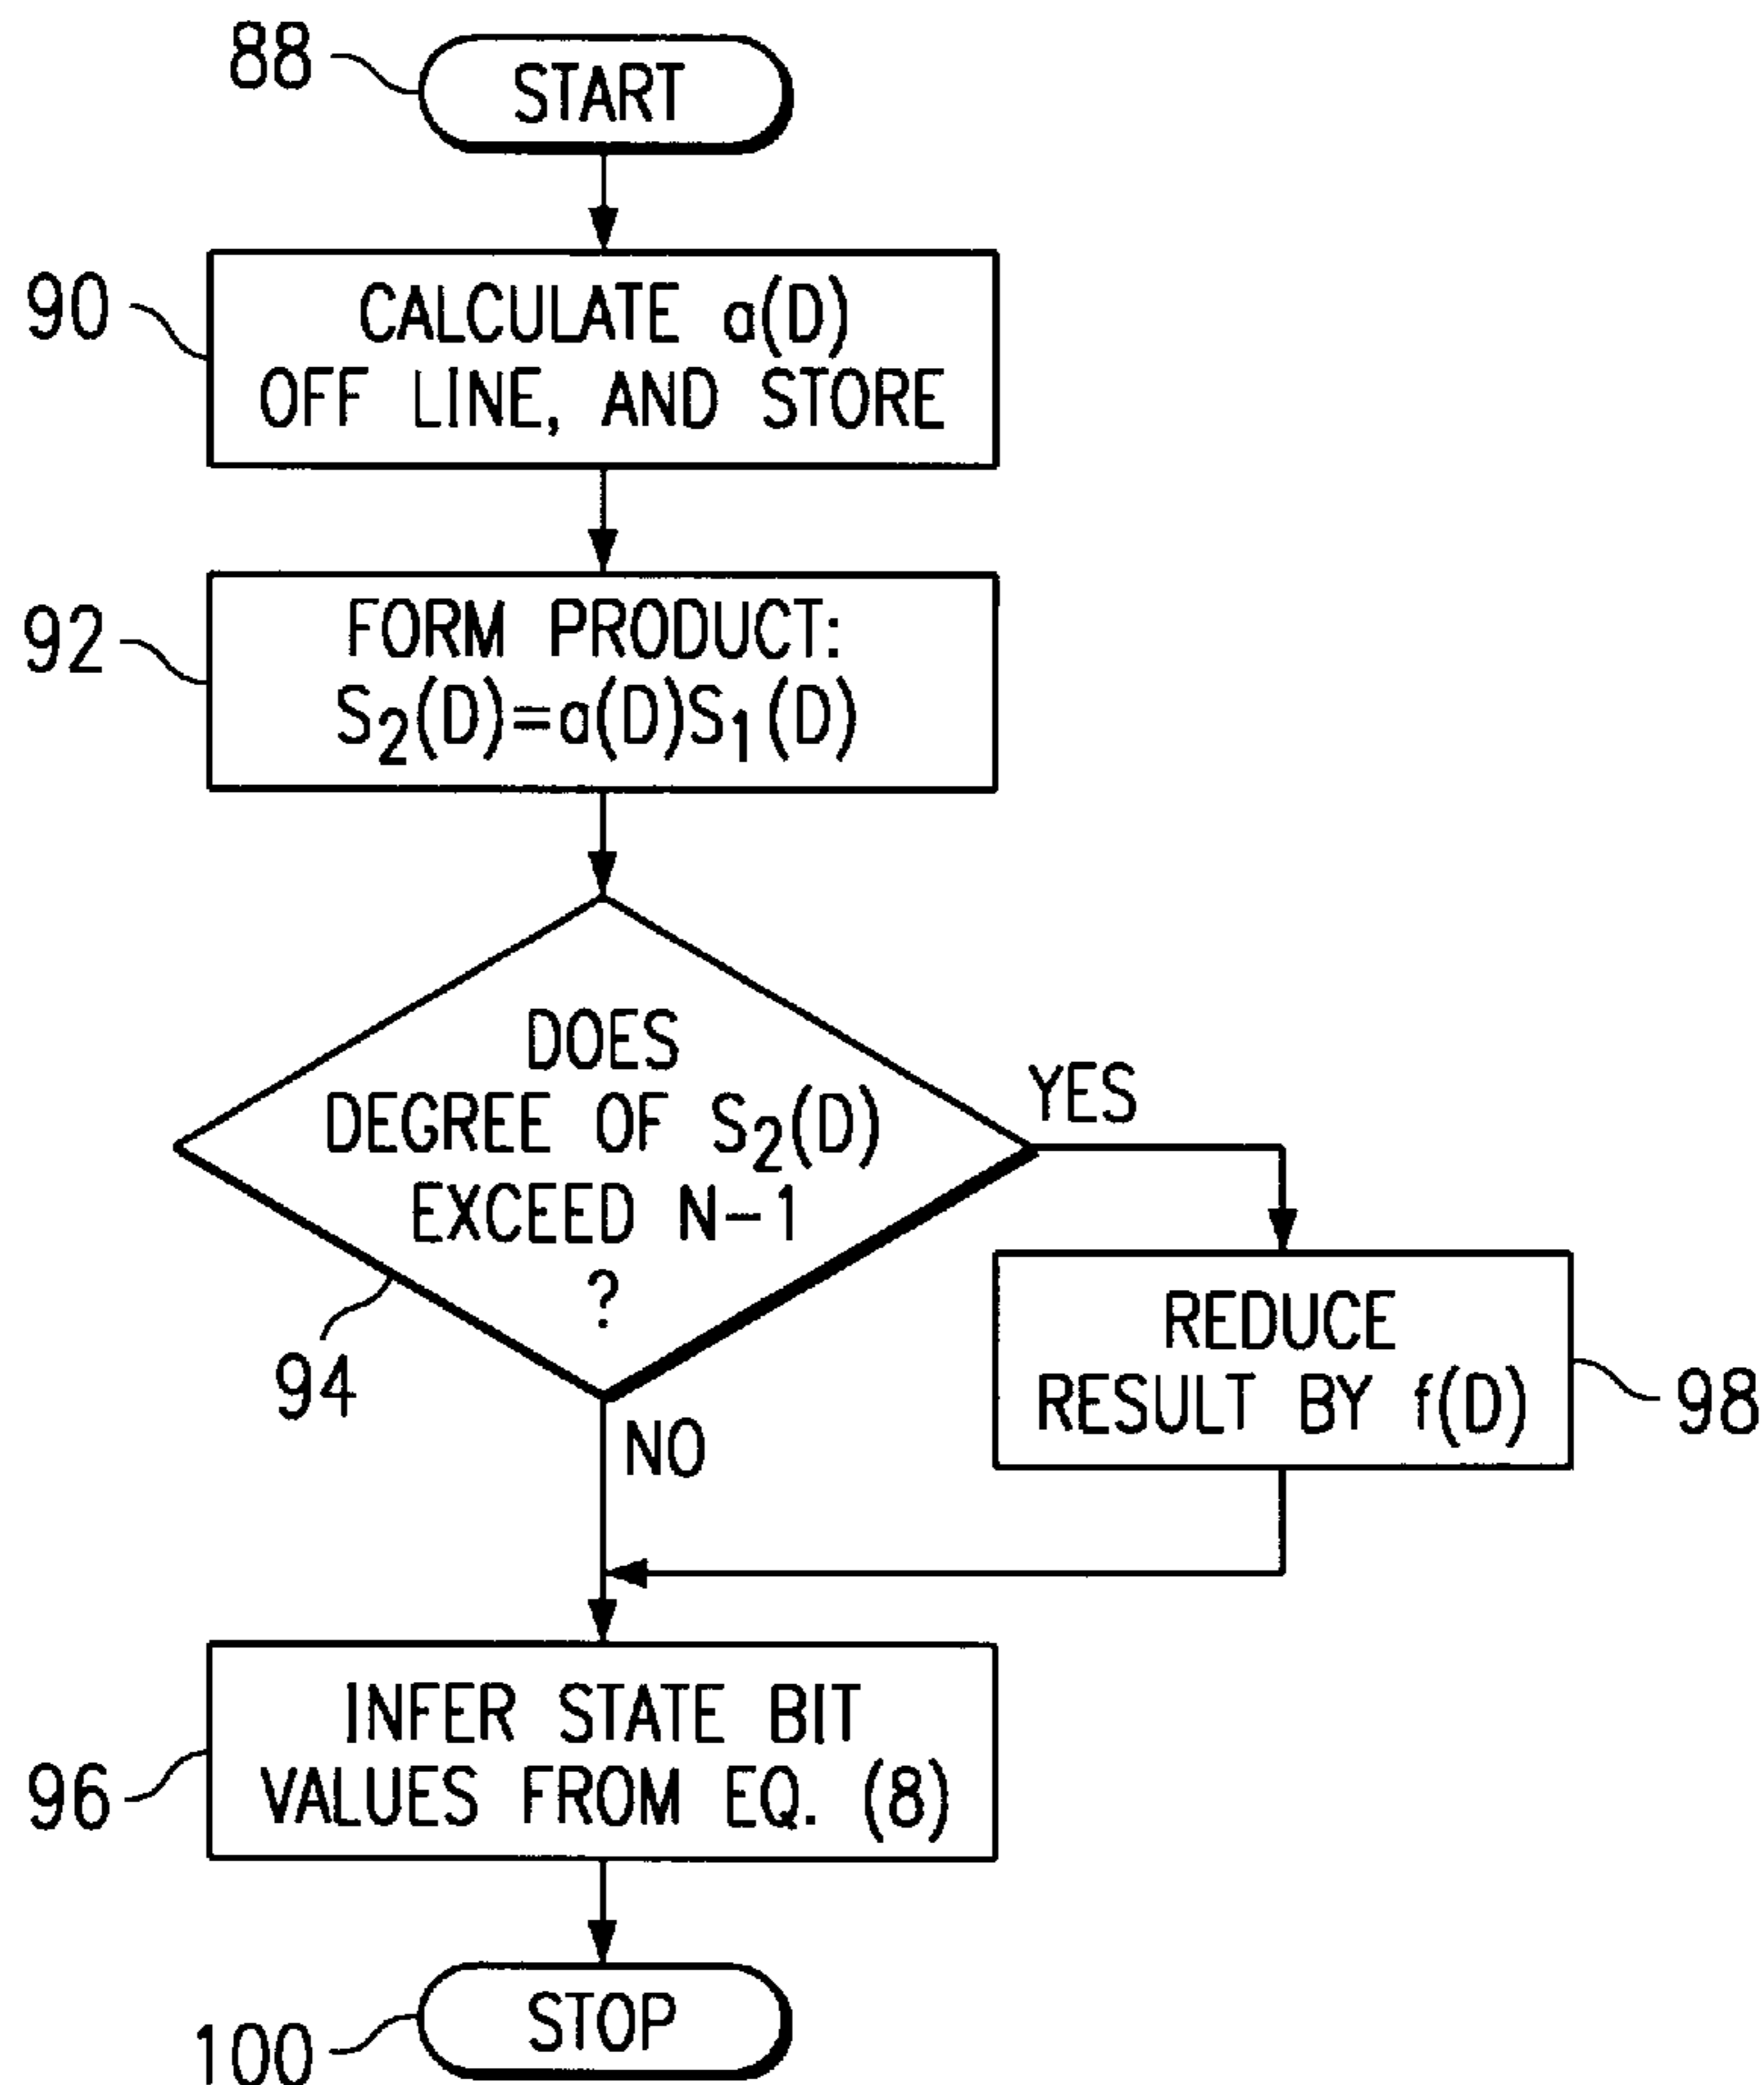 88
START
90
CALCULATE a(D)
OFF LINE, AND STORE
92
FORM PRODUCT:
S₂(D)=a(D)S₁(D)
DOES
DEGREE OF S₂(D)
EXCEED N-1
?
94
YES
NO
REDUCE
RESULT BY f(D)
98
INFER STATE BIT
VALUES FROM EQ. (8)
96
STOP
100